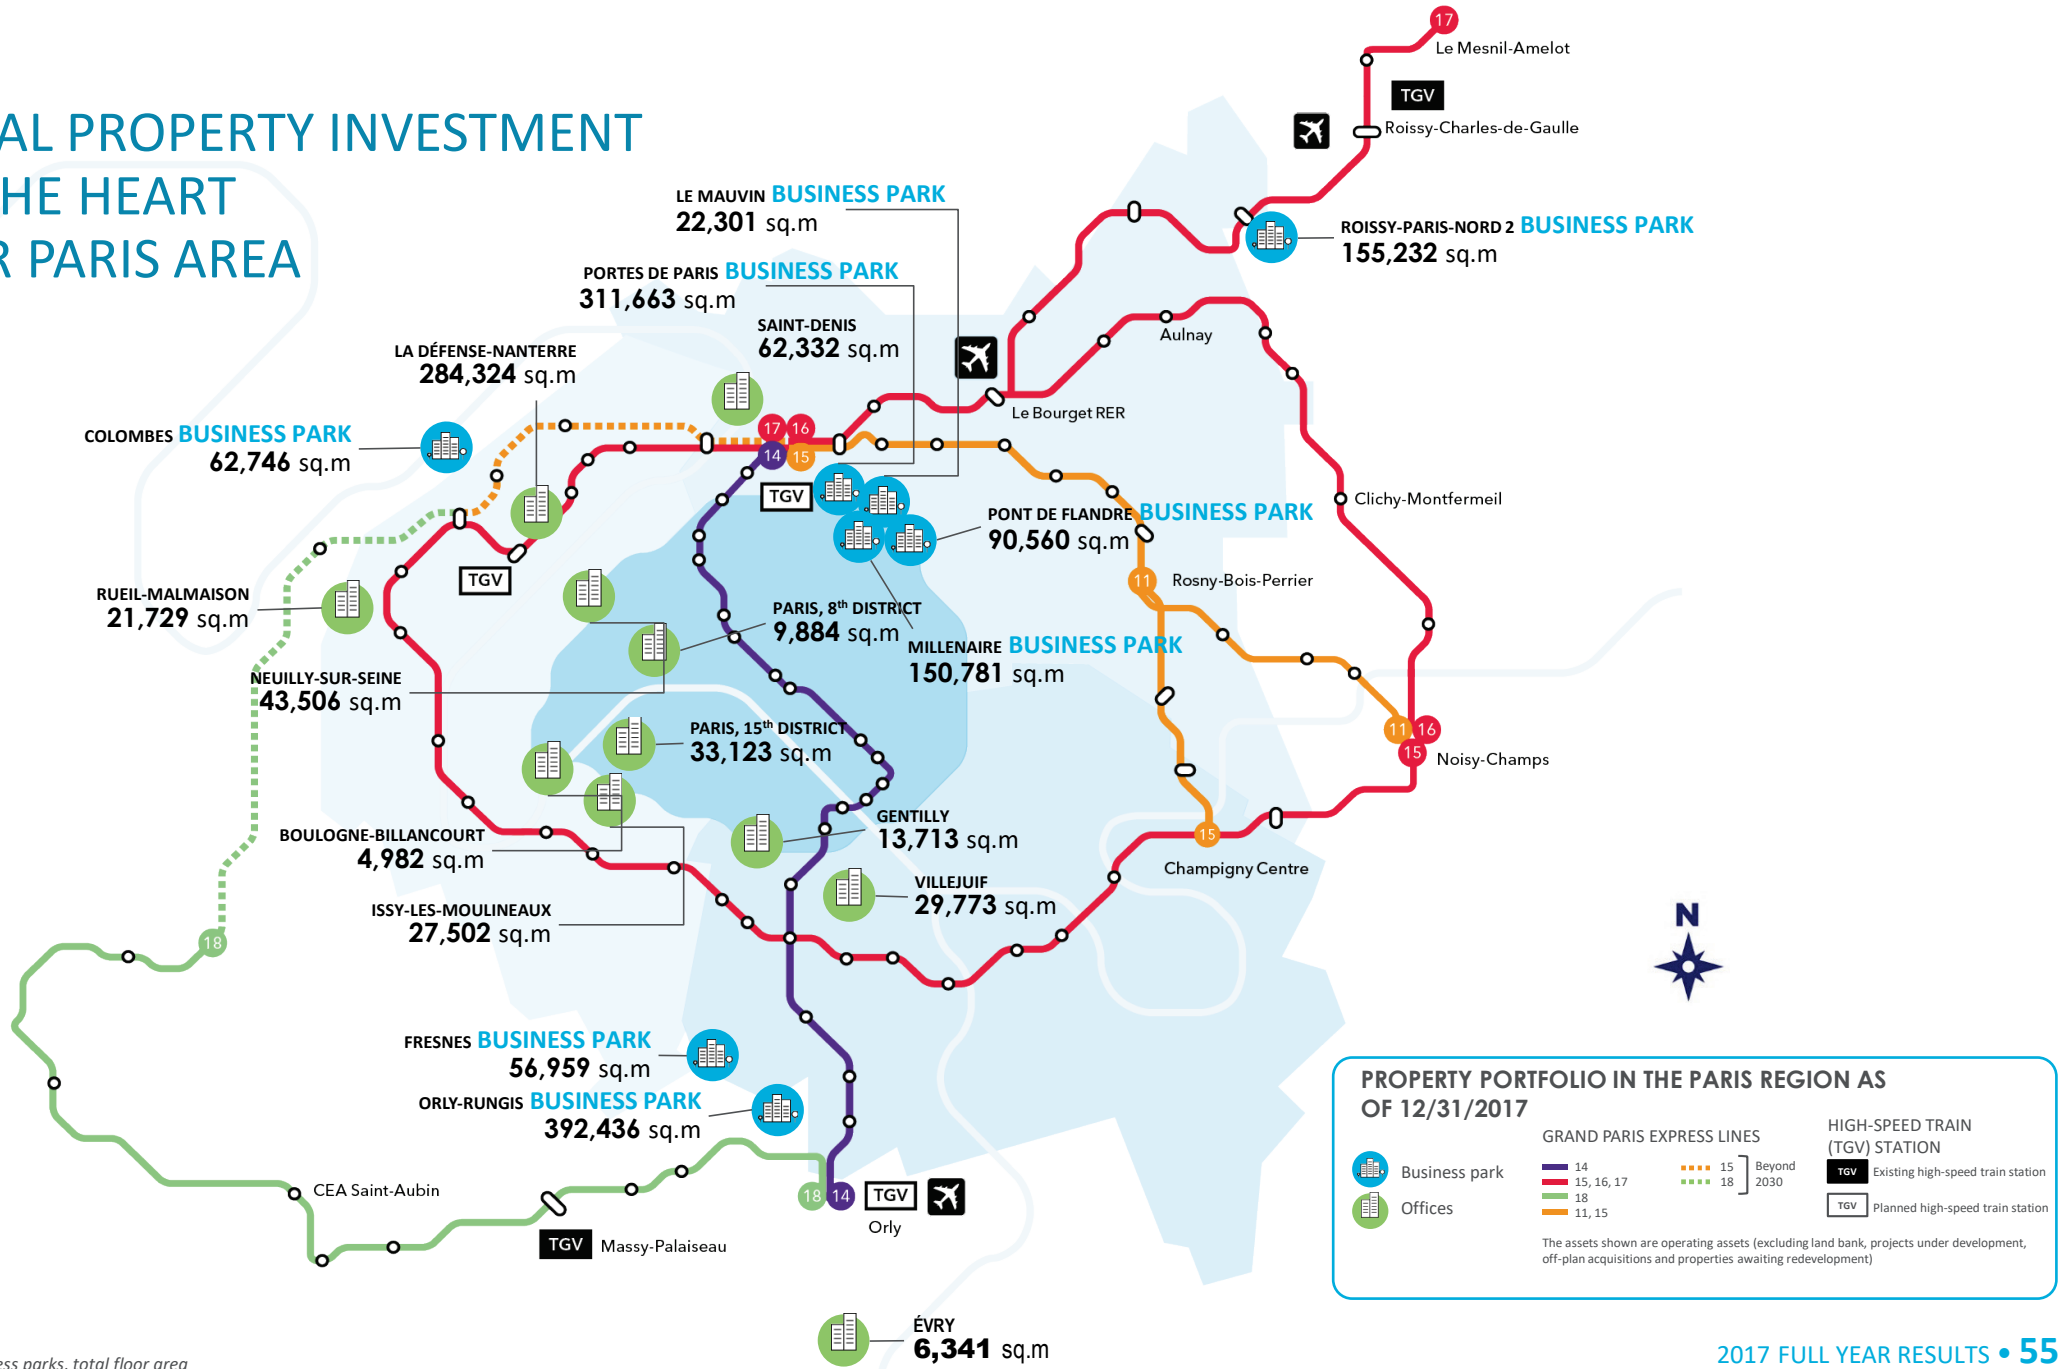 AL PROPERTY INVESTMENT
HE HEART
R PARIS AREA
17
Le Mesnil-Amelot
TGV
Roissy-Charles-de-Gaulle
LE MAUVIN BUSINESS PARK
22,301 sq.m
ROISSY-PARIS-NORD 2 BUSINESS PARK
155,232 sq.m
PORTES DE PARIS BUSINESS PARK
311,663 sq.m
SAINT-DENIS
62,332 sq.m
Aulnay
LA DÉFENSE-NANTERRE
284,324 sq.m
Le Bourget RER
COLOMBES BUSINESS PARK
62,746 sq.m
17 16
14 15
TGV
Clichy-Montfermeil
PONT DE FLANDRE BUSINESS PARK
90,560 sq.m
TGV
11
Rosny-Bois-Perrier
RUEIL-MALMAISON
21,729 sq.m
PARIS, 8th DISTRICT
9,884 sq.m
MILLENAIRE BUSINESS PARK
150,781 sq.m
NEUILLY-SUR-SEINE
43,506 sq.m
PARIS, 15th DISTRICT
33,123 sq.m
11 16
15
Noisy-Champs
BOULOGNE-BILLANCOURT
4,982 sq.m
GENTILLY
13,713 sq.m
15
Champigny Centre
VILLEJUIF
29,773 sq.m
ISSY-LES-MOULINEAUX
27,502 sq.m
18
N
FRESNES BUSINESS PARK
56,959 sq.m
ORLY-RUNGIS BUSINESS PARK
392,436 sq.m
CEA Saint-Aubin
18 14
TGV
Orly
TGV
Massy-Palaiseau
ÉVRY
6,341 sq.m
PROPERTY PORTFOLIO IN THE PARIS REGION AS
OF 12/31/2017
Business park
Offices
GRAND PARIS EXPRESS LINES
14
15, 16, 17
18
11, 15
15
18
Beyond
2030
HIGH-SPEED TRAIN
(TGV) STATION
TGV Existing high-speed train station
TGV Planned high-speed train station
The assets shown are operating assets (excluding land bank, projects under development,
off-plan acquisitions and properties awaiting redevelopment)
ess parks, total floor area
2017 FULL YEAR RESULTS • 55